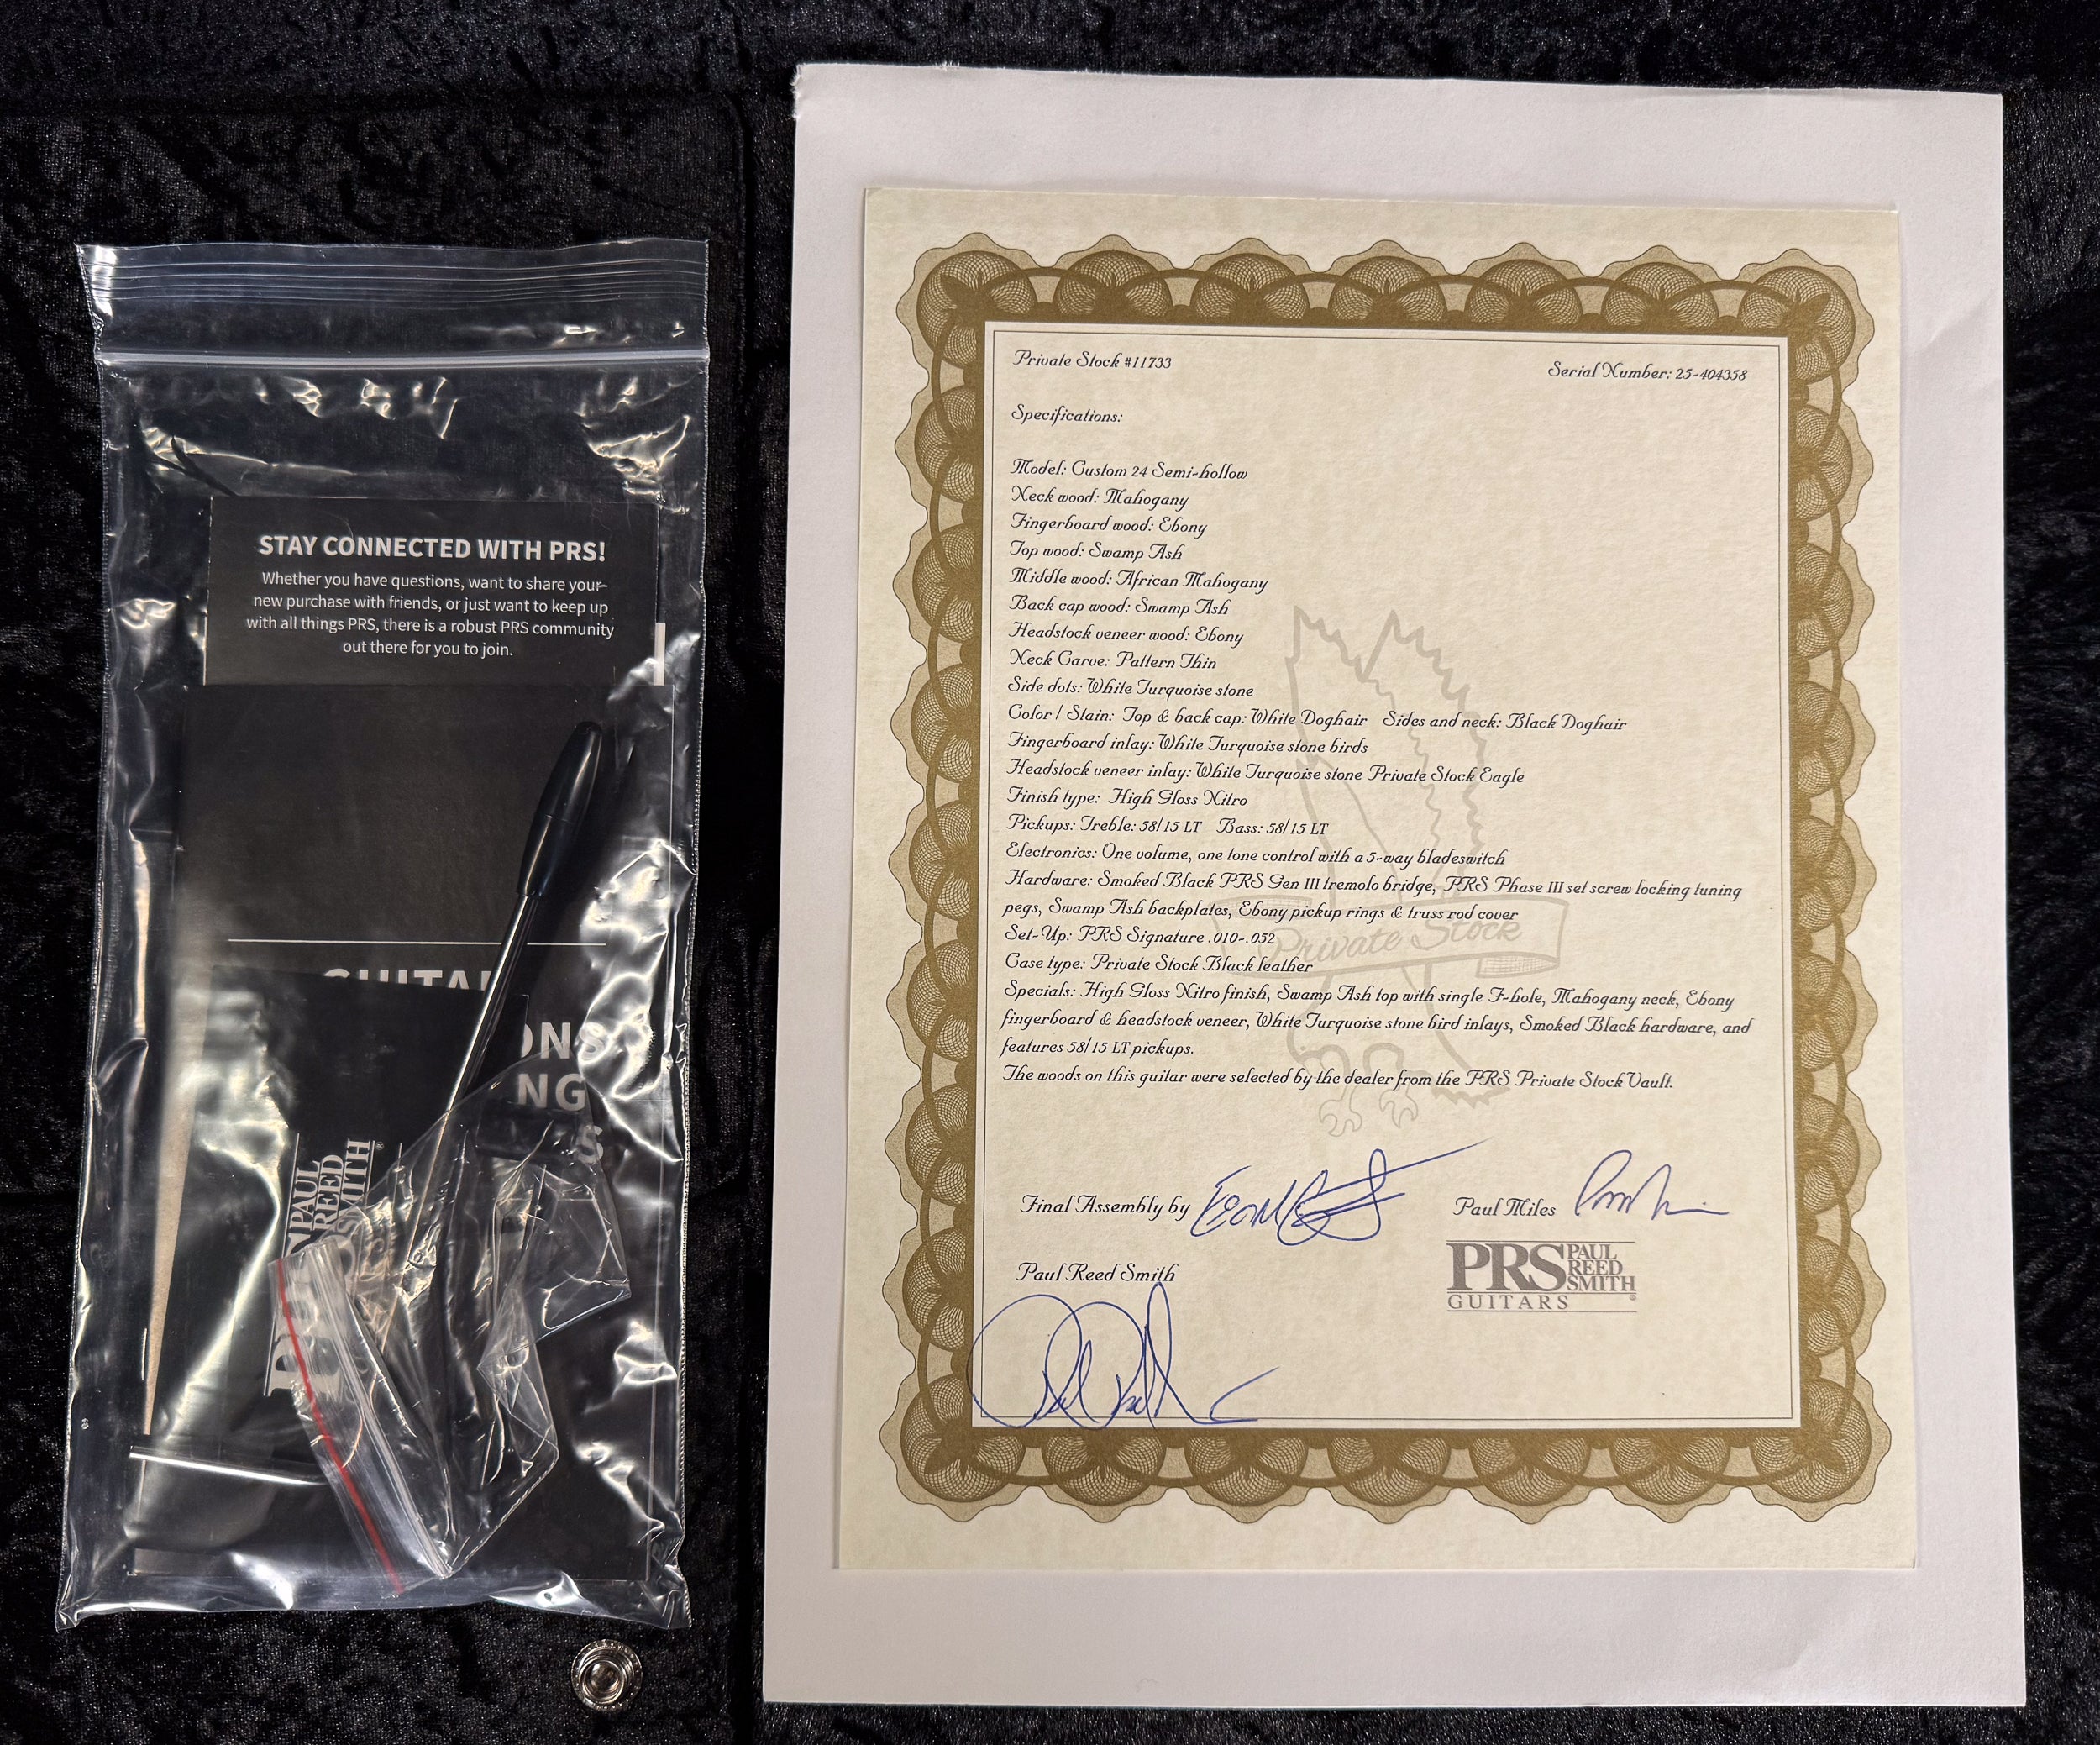 STAY CONNECTED WITH PRS!
Whether you have questions, want to share your
new purchase with friends, or just want to keep up
with all things PRS, there is a robust PRS community
out there for you to join.
PAUL
REED
SMITH
Private Stock #11733
Serial Number: 25-404358
Specifications:
Model: Custom 24 Semi-hollow
Neck wood: Mahogany
Fingerboard wood: Ebony
Top wood: Swamp Ash
Middle wood: African Mahogany
Back cap wood: Swamp Ash
Headstock veneer wood: Ebony
Neck Carve: Pattern Thin
Side dots: White Turquoise stone
Color / Stain: Top & back cap: White Doghair Sides and neck: Black Doghair
Fingerboard inlay: White Turquoise stone birds
Headstock veneer inlay: White Turquoise stone Private Stock Eagle
Finish type: High Gloss Nitro
Pickups: Treble: 58/15 LT Bass: 58/15 LT
Electronics: One volume, one tone control with a 5-way bladeswitch
Hardware: Smoked Black PRS Gen III tremolo bridge, PRS Phase III set screw locking tuning
pegs, Swamp Ash backplates, Ebony pickup rings & truss rod cover
Set-Up: PRS Signature .010-.052
Case type: Private Stock Black leather
Specials: High Gloss Nitro finish, Swamp Ash top with single F-hole, Mahogany neck, Ebony
fingerboard & headstock veneer, White Turquoise stone bird inlays, Smoked Black hardware, and
features 58/15 LT pickups.
The woods on this guitar were selected by the dealer from the PRS Private Stock Vault.
Private Stock
Final Assembly by
Paul Miles
Paul Reed Smith
PRS PAUL
REED
SMITH
GUITARS